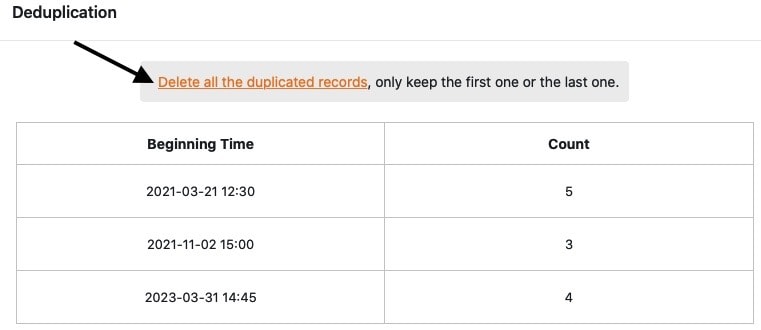 Deduplication
Delete all the duplicated records, only keep the first one or the last one.
Beginning Time Count
2021-03-21 12:30 5
2021-11-02 15:00 3
2023-03-31 14:45 4